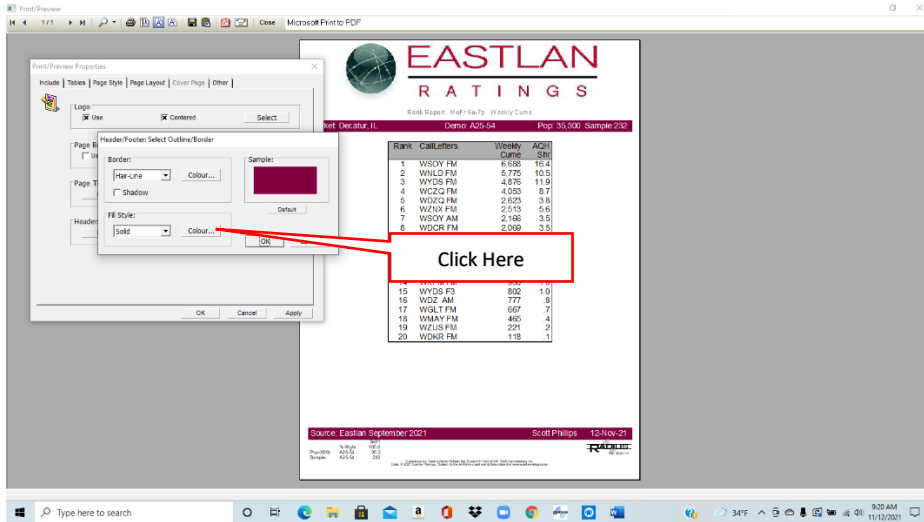 Print/Preview
1/1 Close Microsoft Print to PDF
Print/Preview Properties
Include Tables Page Style Page Layout Cover Page Other
Logo
Use Centered Select
Page B
Page T
Header
OK Cancel Apply
Header/Footer: Select Outline/Border
Border:
Hair-Line Colour...
Shadow
Sample:
Default
Fill Style:
Solid Colour...
OK
Click Here
EASTLAN
RATINGS
Rank Report MoFr 6a-7p Weekly Cume
ket: Decatur, IL Demo: A25-54 Pop: 35,300 Sample:232
Rank CallLetters Weekly Cume AQH Shr
1 WSOY FM 6,688 16.4
2 WNLD FM 5,775 10.5
3 WYDS FM 4,876 11.9
4 WCZQ FM 4,053 8.7
5 WDZQ FM 2,623 3.8
6 WZNX FM 2,513 5.6
7 WSOY AM 2,166 3.5
8 WDCR FM 2,069 3.5
15 WYDS F3 802 1.0
16 WDZ AM 777 .8
17 WGLT FM 667 .7
18 WMAY FM 465 .4
19 WZUS FM 221 .2
20 WDKR FM 118 .1
Source: Eastlan September 2021 Scott Phillips 12-Nov-21
RADIUS
Type here to search
34°F
9:20 AM
11/12/2021